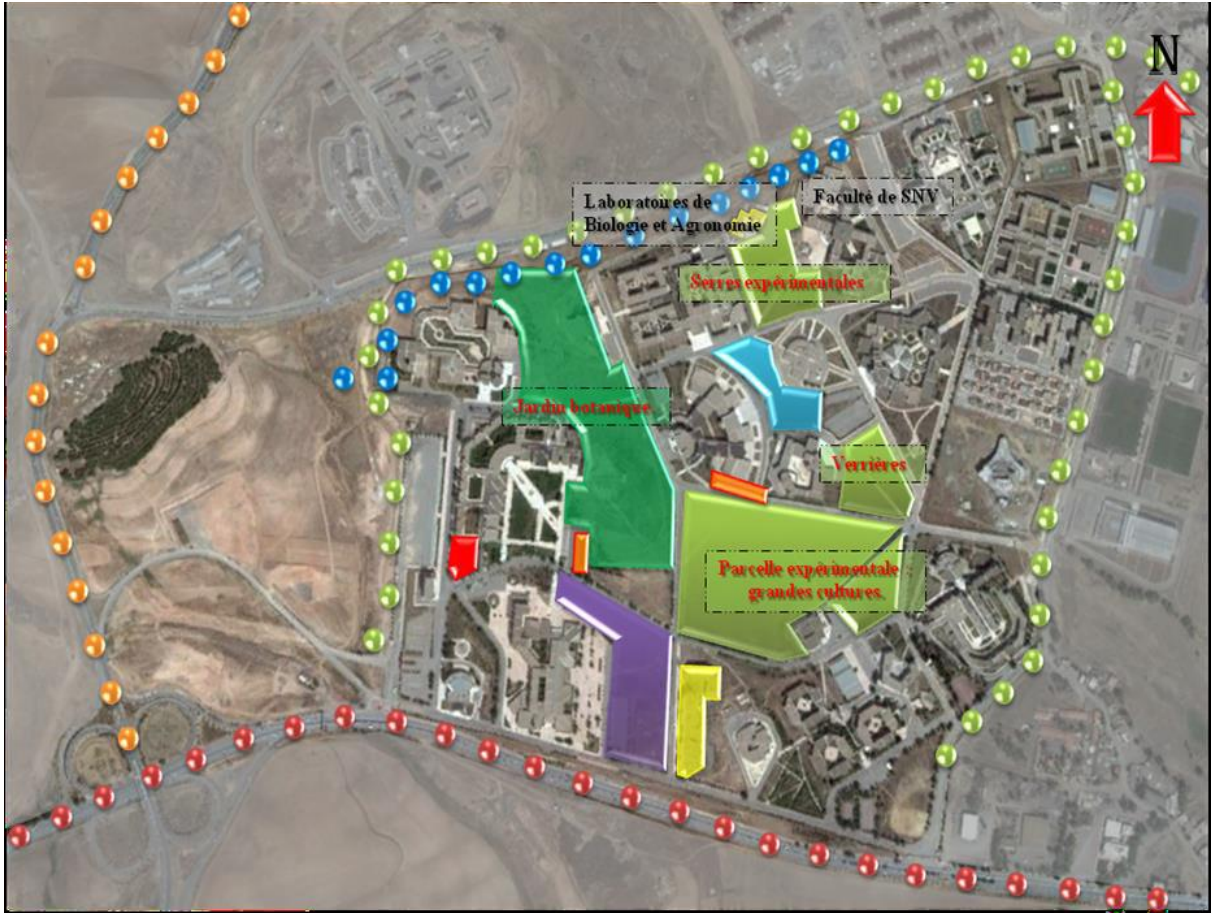 N
Laboratoires de
Biologie et Agronomie
Faculté de SNV
Serres expérimentales
Jardin botanique
Verrières
Parcelle expérimentale
grandes cultures